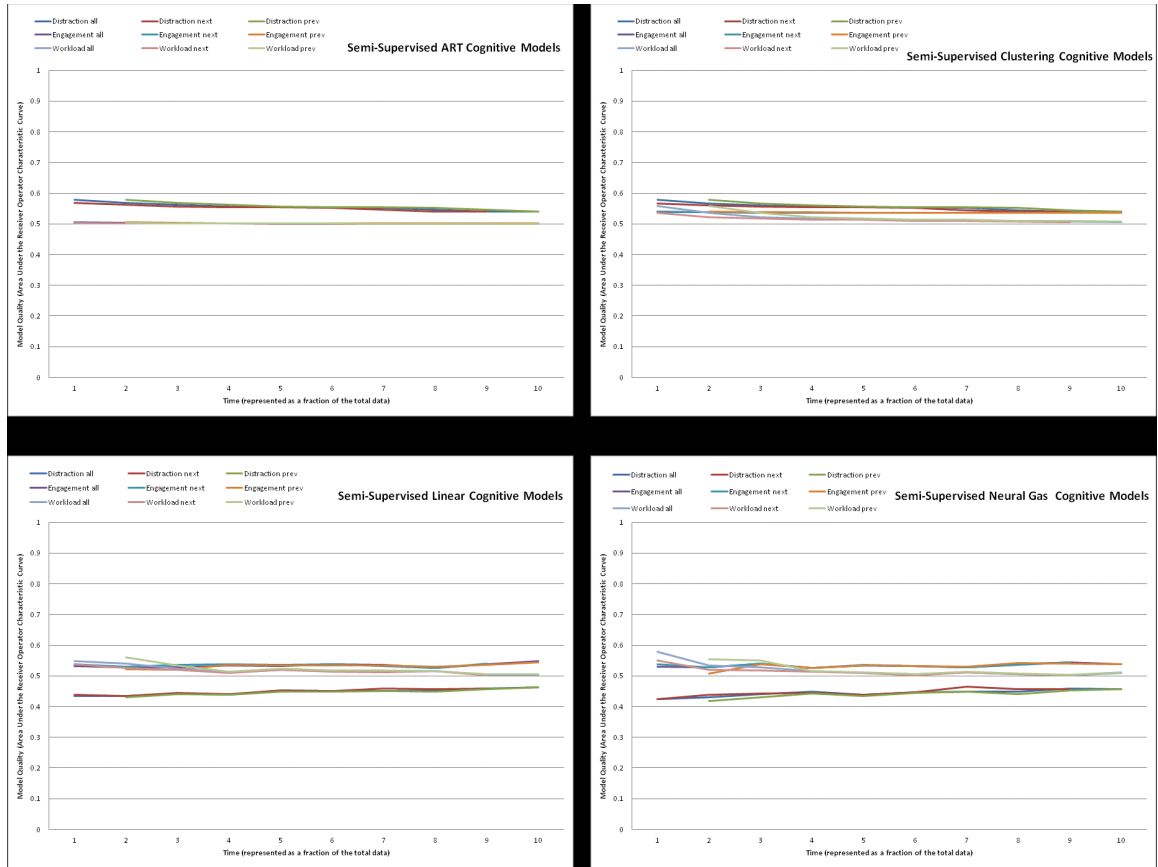 Distraction all Distraction next Distraction prev
Engagement all Engagement next Engagement prev
Workload all Workload next Workload prev
Semi-Supervised ART Cognitive Models
Model Quality (Area Under the Receiver Operator Characteristic Curve)
1
0.9
0.8
0.7
0.6
0.5
0.4
0.3
0.2
0.1
0
1 2 3 4 5 6 7 8 9 10
Time (represented as a fraction of the total data)
Distraction all Distraction next Distraction prev
Engagement all Engagement next Engagement prev
Workload all Workload next Workload prev
Semi-Supervised Clustering Cognitive Models
Model Quality (Area Under the Receiver Operator Characteristic Curve)
1
0.9
0.8
0.7
0.6
0.5
0.4
0.3
0.2
0.1
0
1 2 3 4 5 6 7 8 9 10
Time (represented as a fraction of the total data)
Distraction all Distraction next Distraction prev
Engagement all Engagement next Engagement prev
Workload all Workload next Workload prev
Semi-Supervised Linear Cognitive Models
Model Quality (Area Under the Receiver Operator Characteristic Curve)
1
0.9
0.8
0.7
0.6
0.5
0.4
0.3
0.2
0.1
0
1 2 3 4 5 6 7 8 9 10
Time (represented as a fraction of the total data)
Distraction all Distraction next Distraction prev
Engagement all Engagement next Engagement prev
Workload all Workload next Workload prev
Semi-Supervised Neural Gas Cognitive Models
Model Quality (Area Under the Receiver Operator Characteristic Curve)
1
0.9
0.8
0.7
0.6
0.5
0.4
0.3
0.2
0.1
0
1 2 3 4 5 6 7 8 9 10
Time (represented as a fraction of the total data)